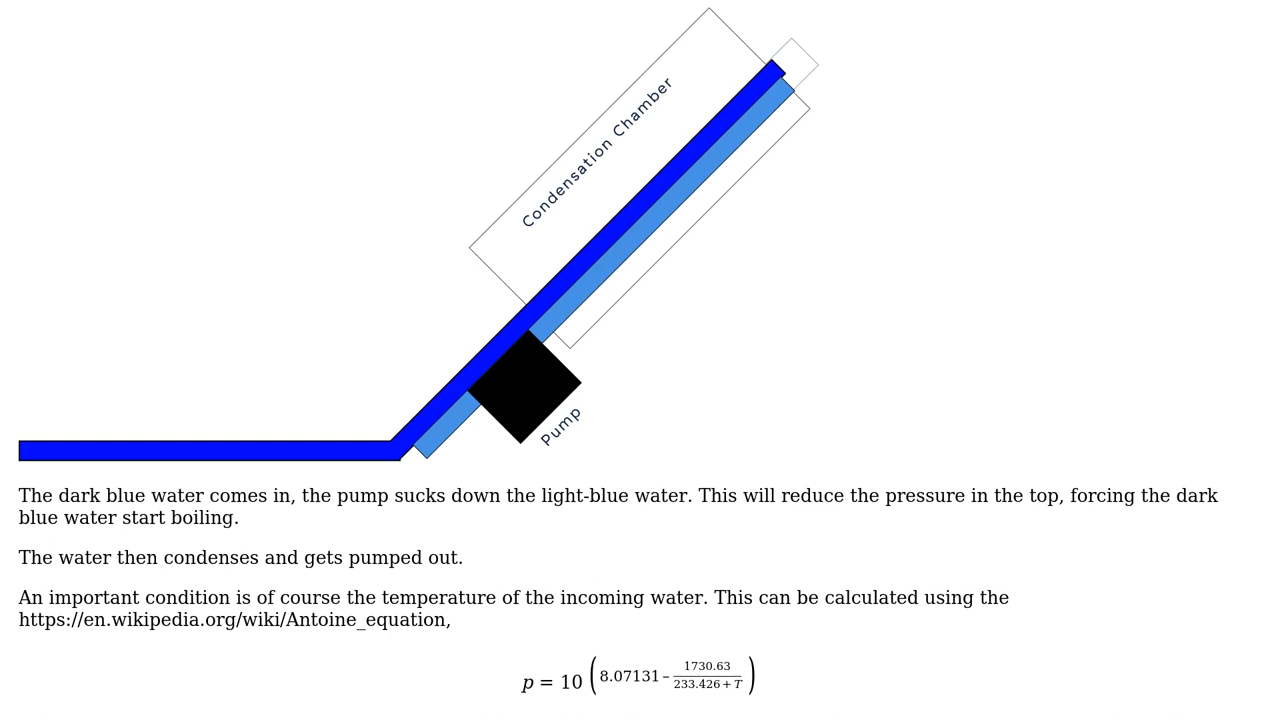 Condensation Chamber
Pump
The dark blue water comes in, the pump sucks down the light-blue water. This will reduce the pressure in the top, forcing the dark
blue water start boiling.
The water then condenses and gets pumped out.
An important condition is of course the temperature of the incoming water. This can be calculated using the
https://en.wikipedia.org/wiki/Antoine_equation,
p = 10 ( 8.07131 – 1730.63 / 233.426 + T )